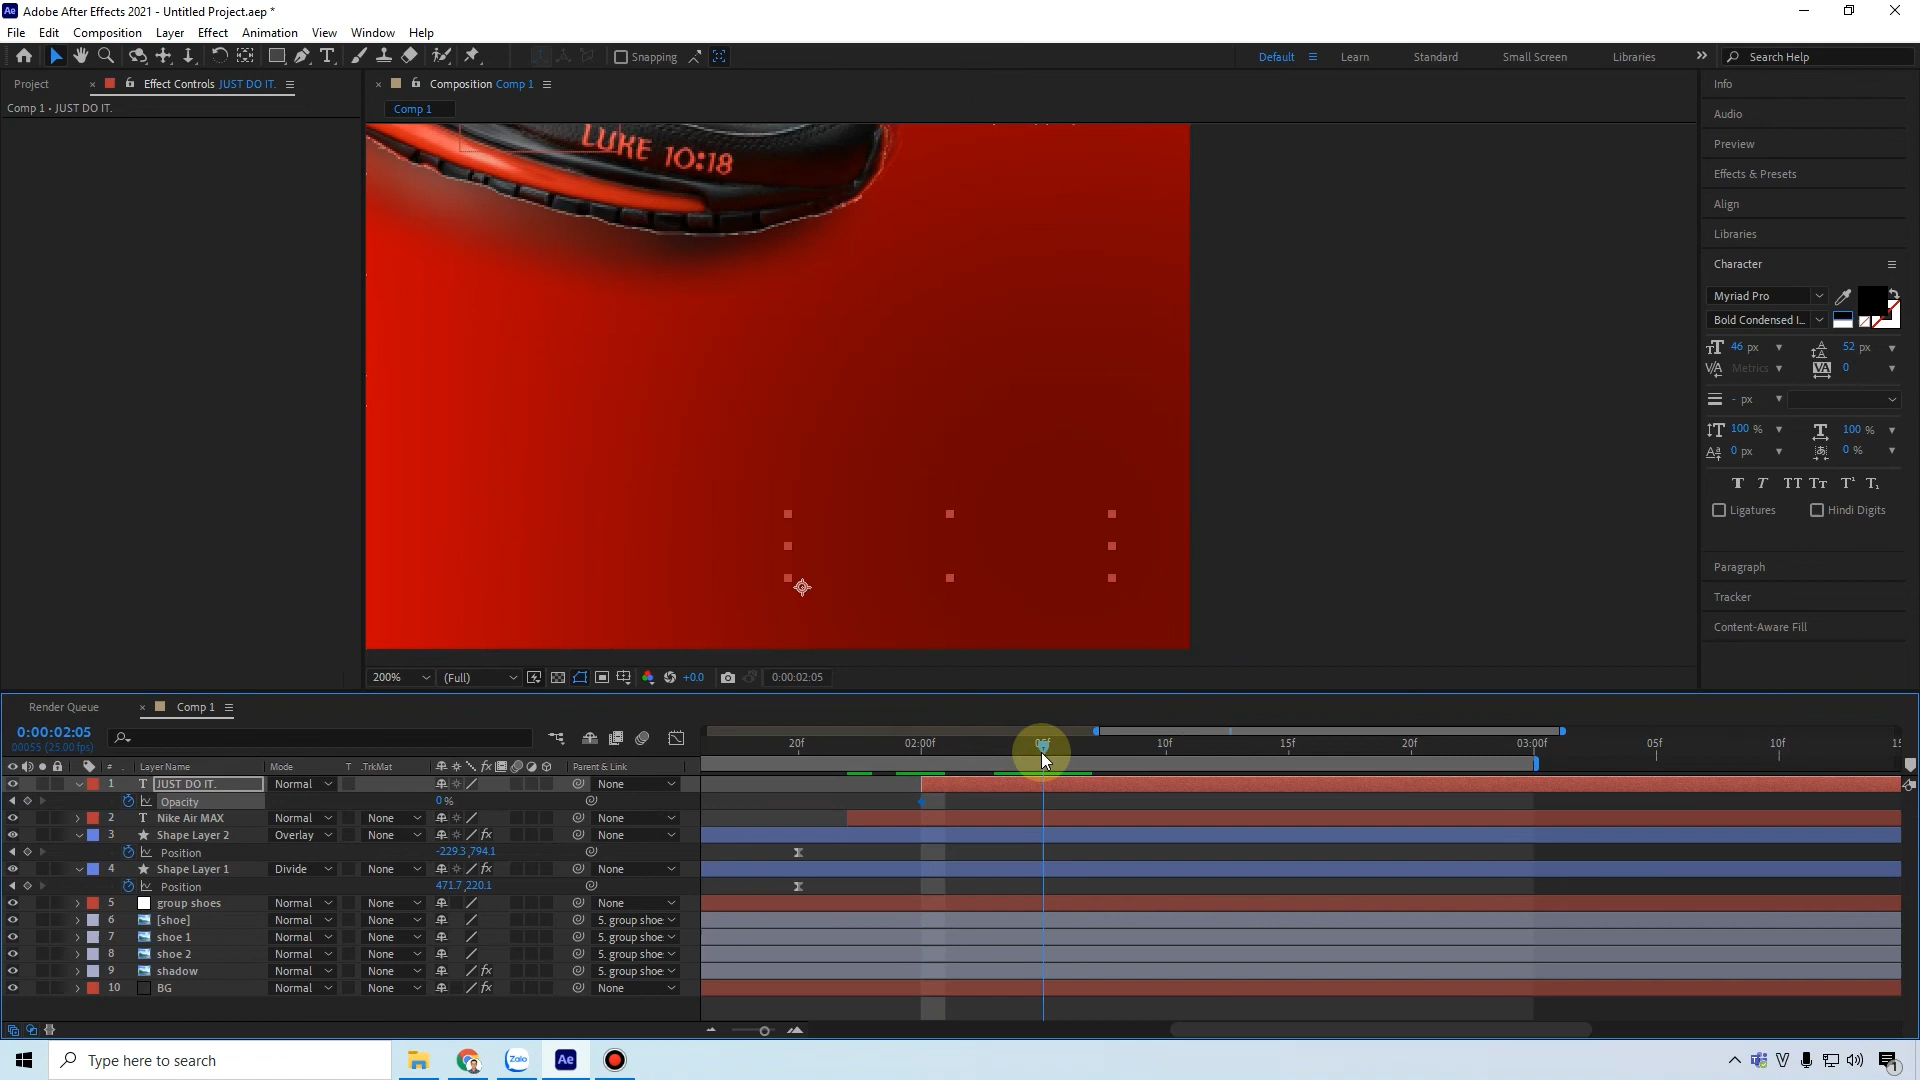 Adobe After Effects 2021 - Untitled Project.aep *
File Edit Composition Layer Effect Animation View Window Help
Snapping
Default Learn Standard Small Screen Libraries Search Help
Project Effect Controls JUST DO IT.
Composition Comp 1
Comp 1 • JUST DO IT.
Comp 1
LUKE 10:18
200% (Full) +0.0 0:00:02:05
Info
Audio
Preview
Effects & Presets
Align
Libraries
Character
Myriad Pro
Bold Condensed I...
46 px 52 px
Metrics 0
- px
100 % 100 %
0 px 0 %
Ligatures Hindi Digits
Paragraph
Tracker
Content-Aware Fill
Render Queue Comp 1
0:00:02:05
00055 (25.00 fps)
20f 02:00f 05f 10f 15f 20f 03:00f 05f 10f 15
# Layer Name Mode T .TrkMat Parent & Link
1 T JUST DO IT. Normal None
Opacity 0 %
2 T Nike Air MAX Normal None None
3 Shape Layer 2 Overlay None None
Position -229.3,794.1
4 Shape Layer 1 Divide None None
Position 471.7,220.1
5 group shoes Normal None None
6 [shoe] Normal None 5. group shoe:
7 shoe 1 Normal None 5. group shoe:
8 shoe 2 Normal None 5. group shoe:
9 shadow Normal None 5. group shoe:
10 BG Normal None None
Type here to search
Zalo
Ae
1